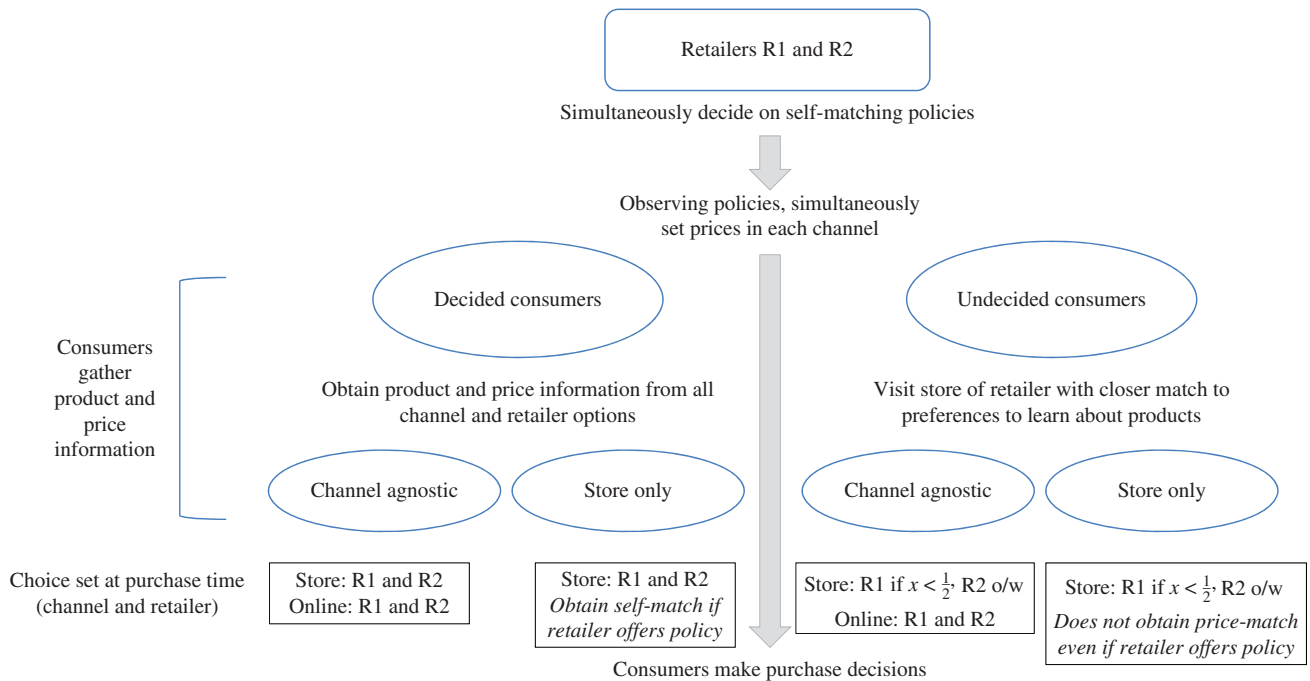 Retailers R1 and R2
Simultaneously decide on self-matching policies
Observing policies, simultaneously
set prices in each channel
Consumers
gather
product and
price
information
Decided consumers
Undecided consumers
Obtain product and price information from all
channel and retailer options
Visit store of retailer with closer match to
preferences to learn about products
Channel agnostic
Store only
Channel agnostic
Store only
Choice set at purchase time
(channel and retailer)
Store: R1 and R2
Online: R1 and R2
Store: R1 and R2
Obtain self-match if
retailer offers policy
Store: R1 if x < 1/2, R2 o/w
Online: R1 and R2
Store: R1 if x < 1/2, R2 o/w
Does not obtain price-match
even if retailer offers policy
Consumers make purchase decisions